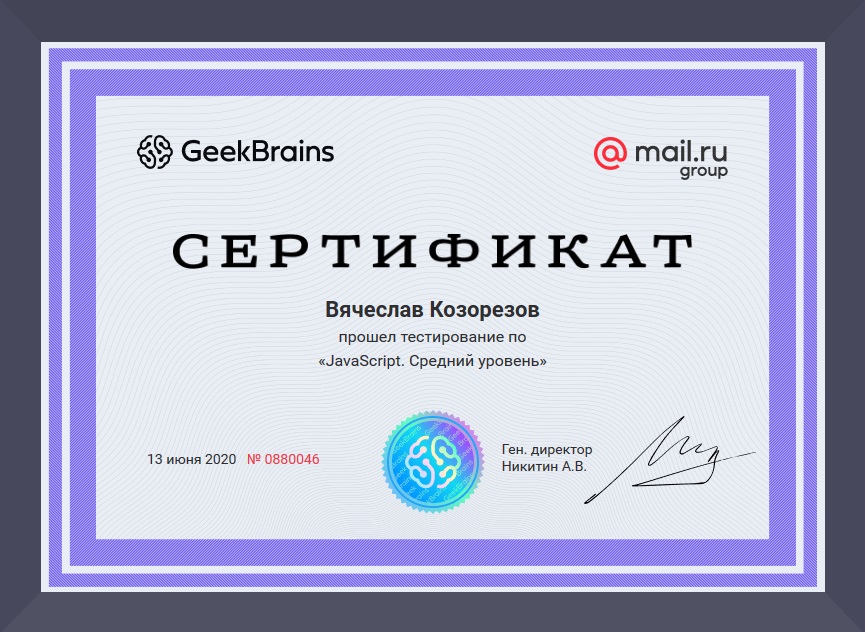 GeekBrains
@mail.ru
group
СЕРТИФИКАТ
Вячеслав Козорезов
прошел тестирование по
«JavaScript. Средний уровень»
13 июня 2020 № 0880046
Ген. директор
Никитин А.В.